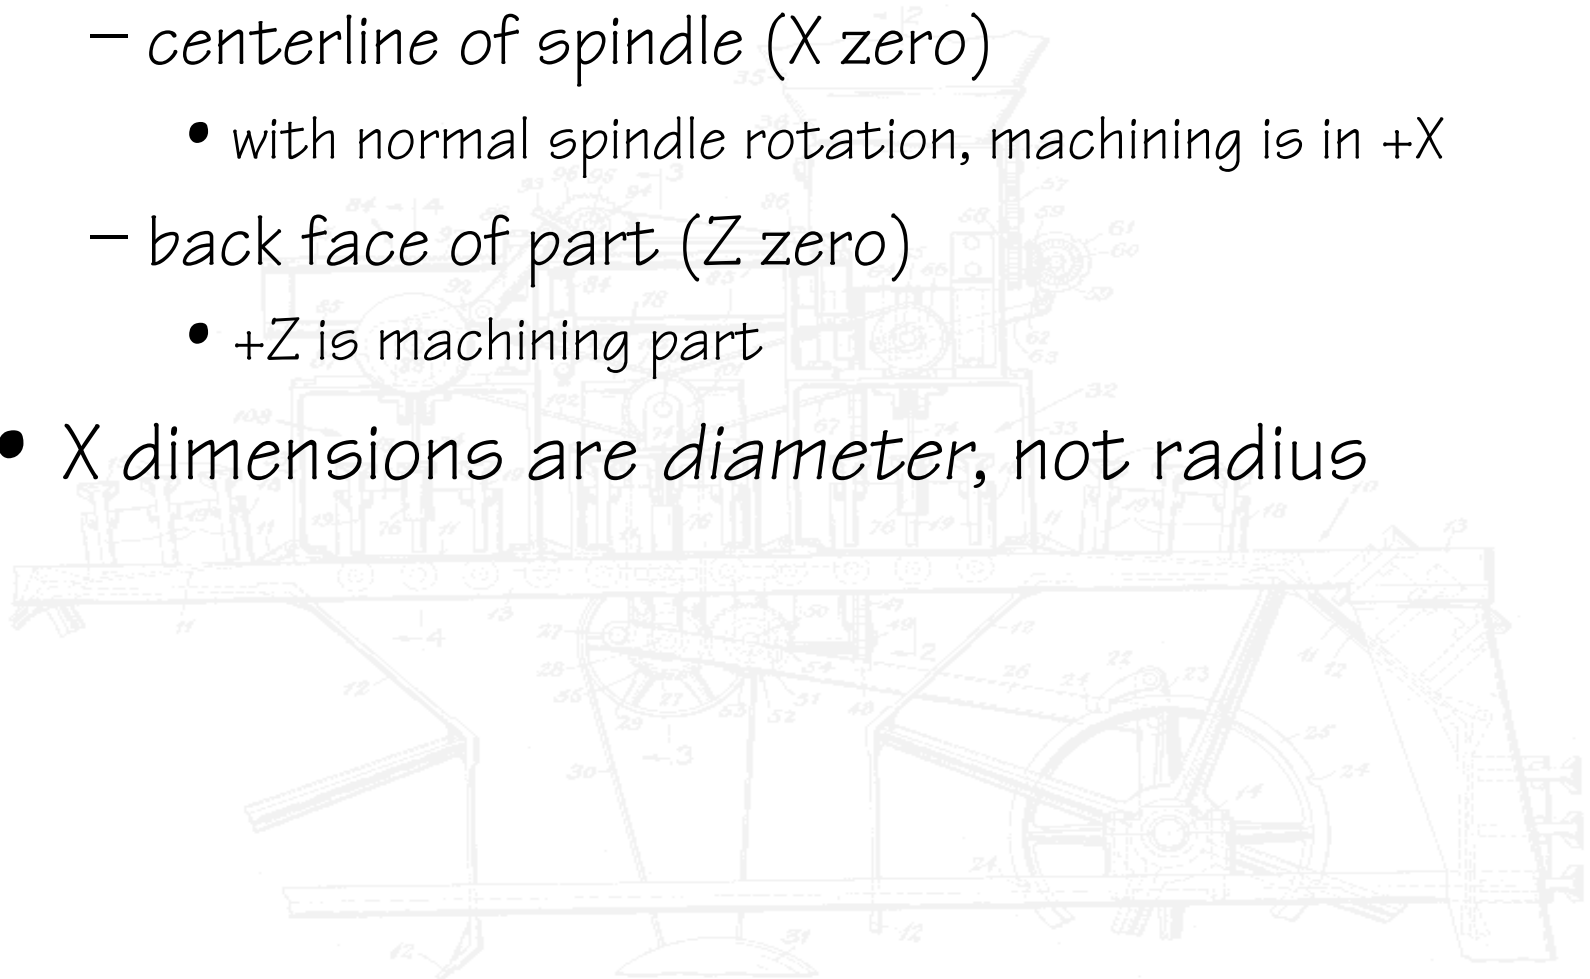 – centerline of spindle (X zero)
• with normal spindle rotation, machining is in +X
– back face of part (Z zero)
• +Z is machining part
• X dimensions are diameter, not radius